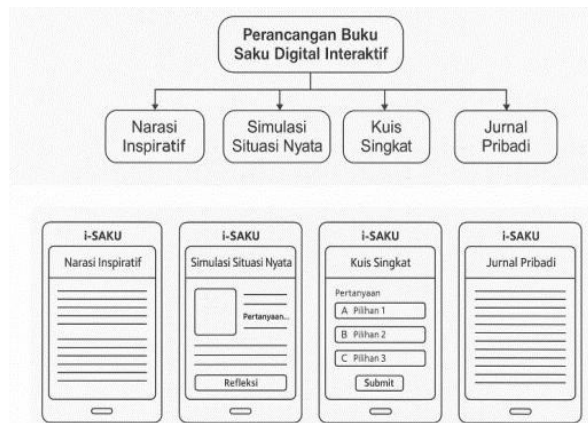 Perancangan Buku
Saku Digital Interaktif
Narasi
Inspiratif
Simulasi
Situasi Nyata
Kuis
Singkat
Jurnal
Pribadi
i-SAKU
Narasi Inspiratif
i-SAKU
Simulasi Situasi Nyata
Pertanyaan...
Refleksi
i-SAKU
Kuis Singkat
Pertanyaan
A Pilihan 1
B Pilihan 2
C Pilihan 3
Submit
i-SAKU
Jurnal Pribadi